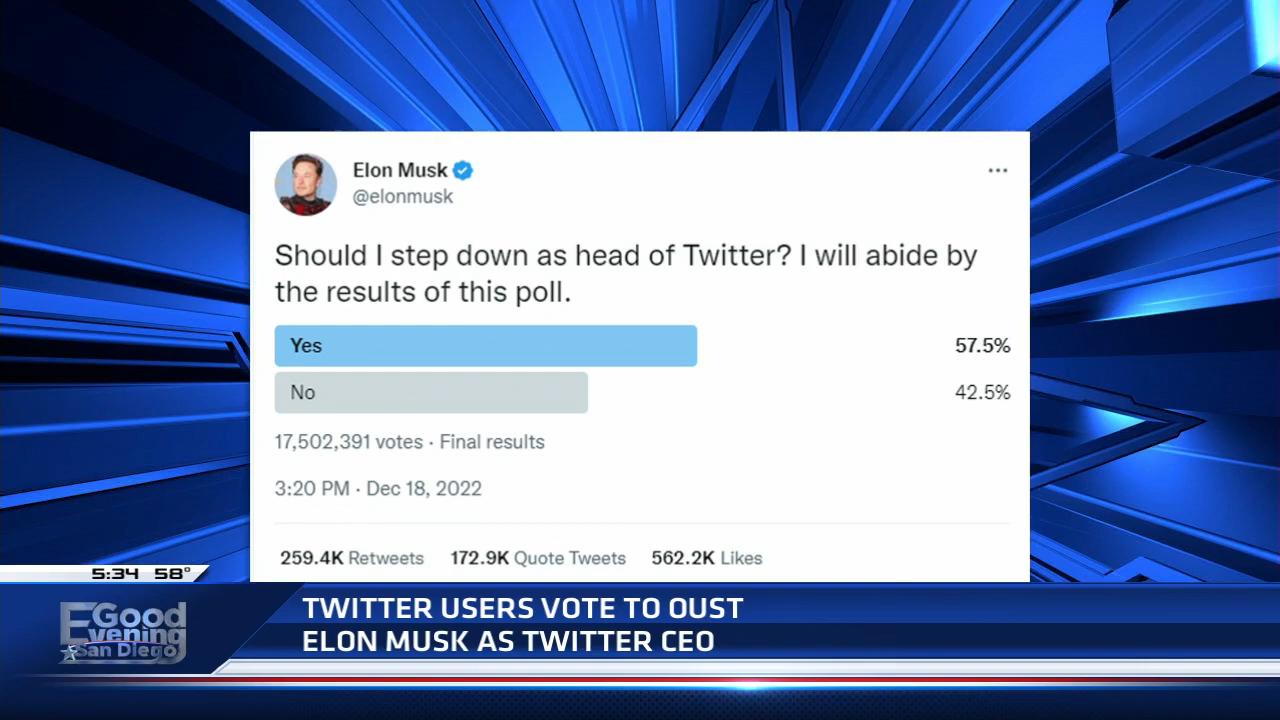 Elon Musk
@elonmusk
...
Should I step down as head of Twitter? I will abide by
the results of this poll.
Yes 57.5%
No 42.5%
17,502,391 votes · Final results
3:20 PM · Dec 18, 2022
259.4K Retweets 172.9K Quote Tweets 562.2K Likes
5:34 58°
Good
Evening
San Diego
TWITTER USERS VOTE TO OUST
ELON MUSK AS TWITTER CEO